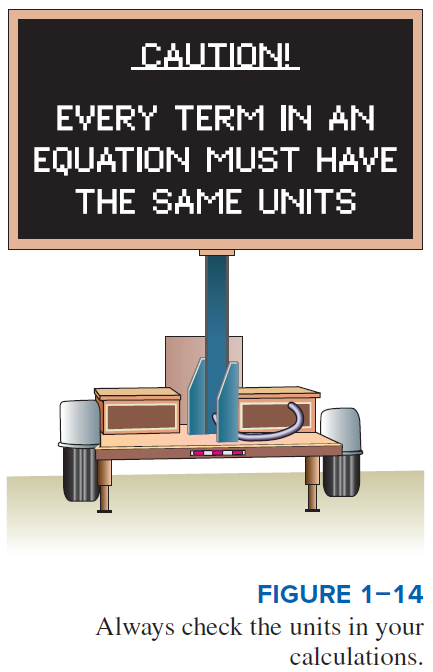 CAUTION!
EVERY TERM IN AN
EQUATION MUST HAVE
THE SAME UNITS
FIGURE 1–14
Always check the units in your
calculations.